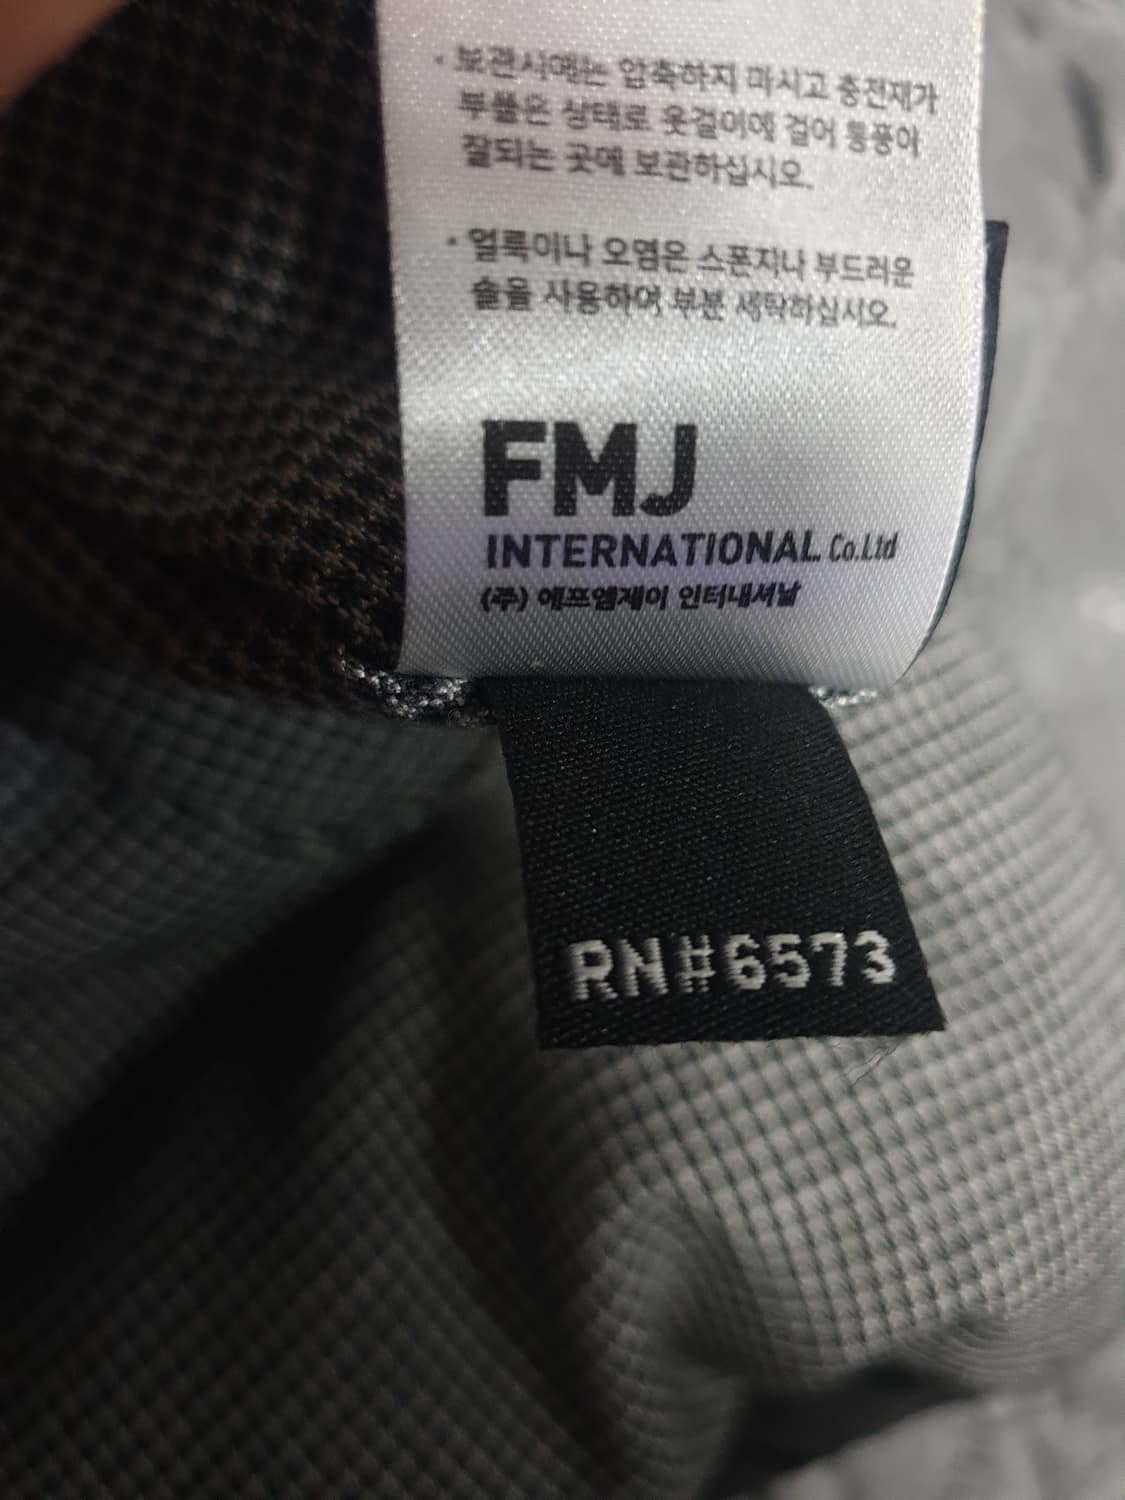 · 보관시에는 압축하지 마시고 충전재가
부풀은 상태로 옷걸이에 걸어 통풍이
잘되는 곳에 보관하십시오.
· 얼룩이나 오염은 스폰지나 부드러운
솔을 사용하여 부분 세탁하십시오.
FMJ
INTERNATIONAL Co.Ltd
(주) 에프엠제이 인터내셔날
RN#6573